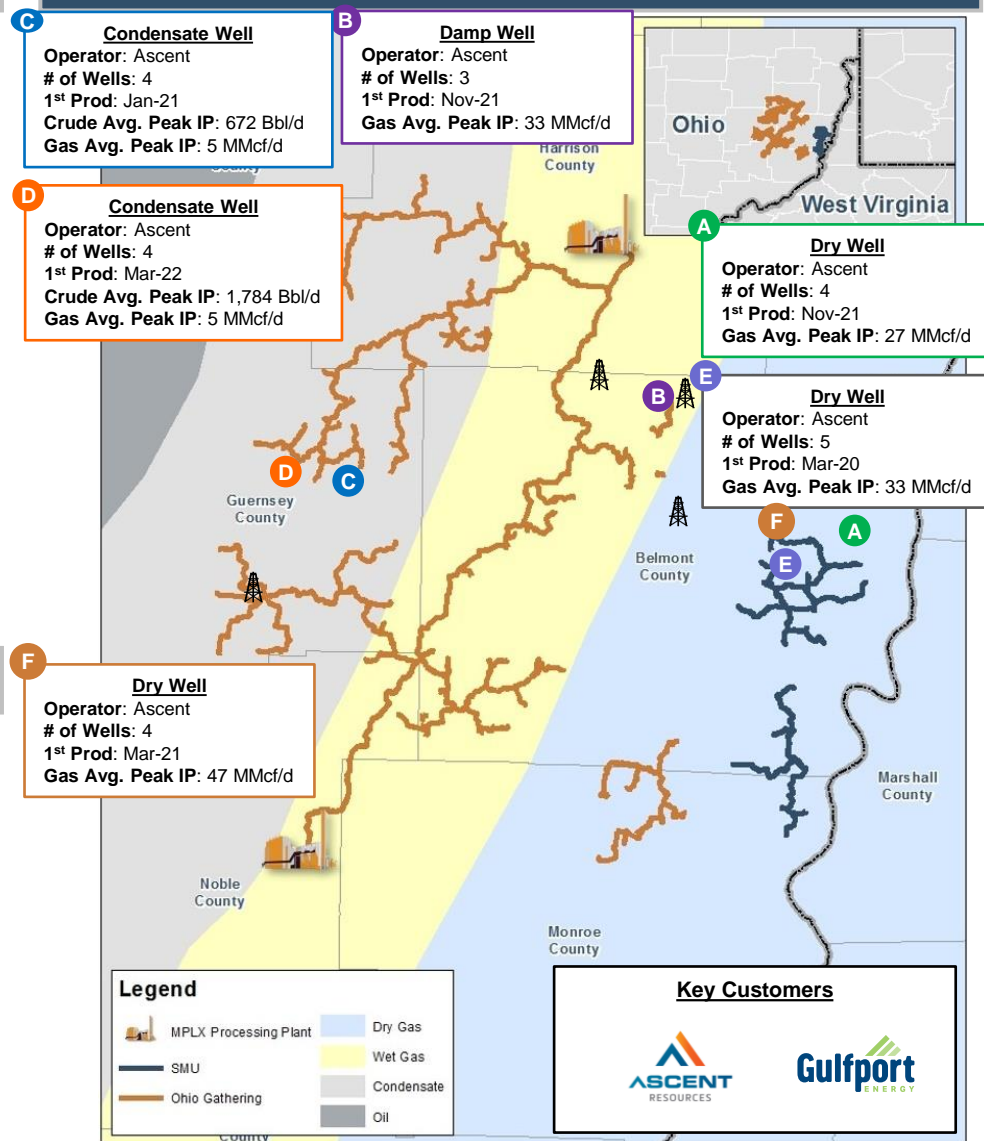 C
Condensate Well
Operator: Ascent
# of Wells: 4
1st Prod: Jan-21
Crude Avg. Peak IP: 672 Bbl/d
Gas Avg. Peak IP: 5 MMcf/d
B
Damp Well
Operator: Ascent
# of Wells: 3
1st Prod: Nov-21
Gas Avg. Peak IP: 33 MMcf/d
Ohio
West Virginia
Harrison
County
County
D
Condensate Well
Operator: Ascent
# of Wells: 4
1st Prod: Mar-22
Crude Avg. Peak IP: 1,784 Bbl/d
Gas Avg. Peak IP: 5 MMcf/d
A
Dry Well
Operator: Ascent
# of Wells: 4
1st Prod: Nov-21
Gas Avg. Peak IP: 27 MMcf/d
E
Dry Well
Operator: Ascent
# of Wells: 5
1st Prod: Mar-20
Gas Avg. Peak IP: 33 MMcf/d
B
D
C
Guernsey
County
F
A
E
Belmont
County
F
Dry Well
Operator: Ascent
# of Wells: 4
1st Prod: Mar-21
Gas Avg. Peak IP: 47 MMcf/d
Marshall
County
Noble
County
Monroe
County
Legend
MPLX Processing Plant
SMU
Ohio Gathering
Dry Gas
Wet Gas
Condensate
Oil
County
Key Customers
ASCENT
RESOURCES
Gulfport
ENERGY